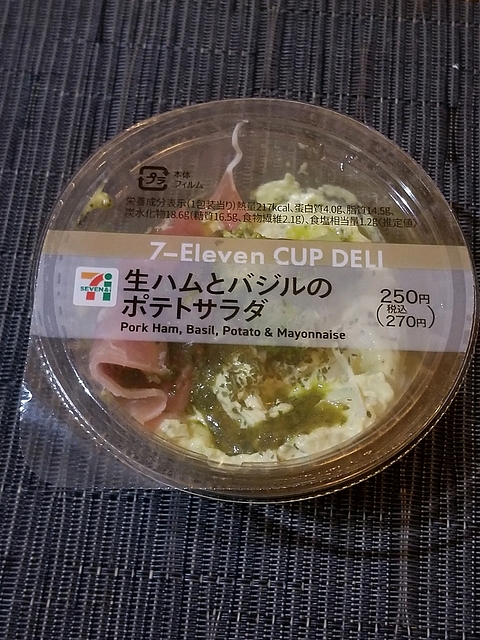 プラ
本体
フィルム
栄養成分表示(1包装当り)熱量217kcal、蛋白質4.0g、脂質14.5g、
炭水化物18.6g(糖質16.5g、食物繊維2.1g)、食塩相当量1.2g(推定値)
7-Eleven CUP DELI
7 SEVEN&i
生ハムとバジルの
ポテトサラダ
Pork Ham, Basil, Potato & Mayonnaise
250円
(税込
270円)